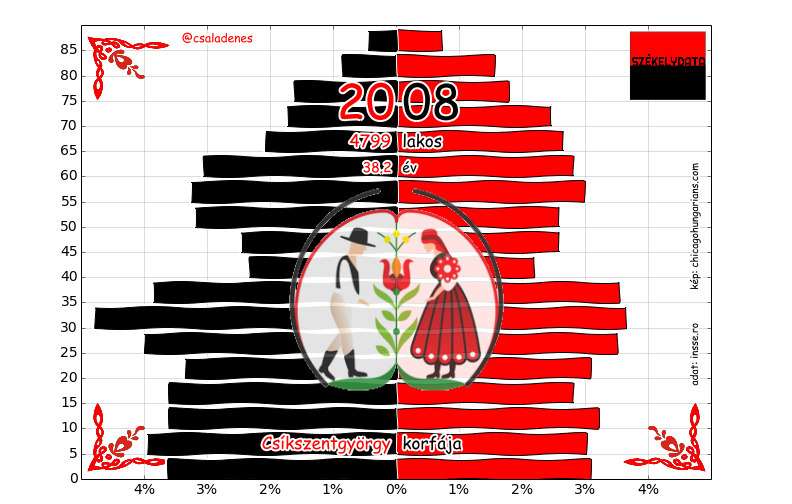 @csaladenes
SZÉKELYDATA
2008
4799 lakos
38,2 év
kép: chicagohungarians.com
adat: insse.ro
Csíkszentgyörgy korfája
85
80
75
70
65
60
55
50
45
40
35
30
25
20
15
10
5
0
4% 3% 2% 1% 0% 1% 2% 3% 4%